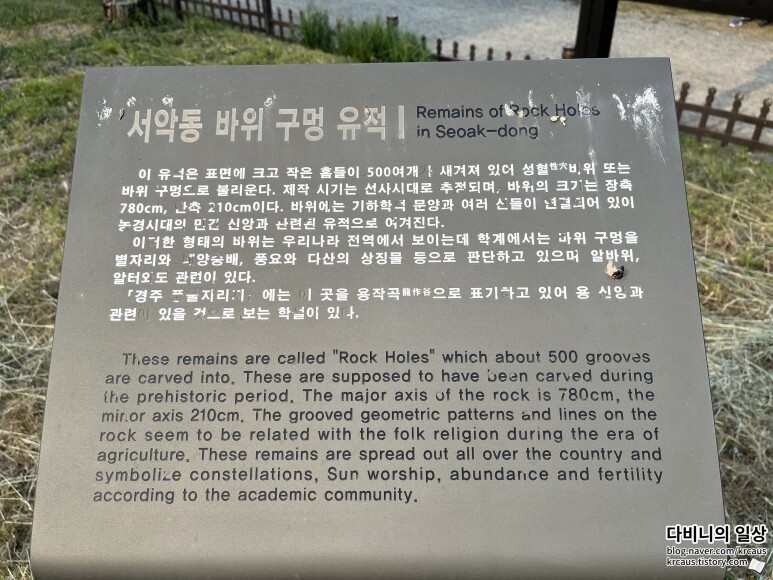 서악동 바위 구멍 유적 | Remains of Rock Holes
in Seoak-dong
이 유적은 표면에 크고 작은 홈들이 500여개가 새겨져 있어 성혈性穴바위 또는
바위 구멍으로 불리운다. 제작 시기는 선사시대로 추정되며, 바위의 크기는 장축
780cm, 단축 210cm이다. 바위에는 기하학적 문양과 여러 선들이 연결되어 있어
농경시대의 민간 신앙과 관련된 유적으로 여겨진다.
이러한 형태의 바위는 우리나라 전역에서 보이는데 학계에서는 바위 구멍을
별자리와 태양숭배, 풍요와 다산의 상징물 등으로 판단하고 있으며 알바위,
알터와도 관련이 있다.
「경주 풍물지리지」에는 이 곳을 용작곡龍作谷으로 표기하고 있어 용 신앙과
관련이 있을 것으로 보는 학설이 있다.
These remains are called "Rock Holes" which about 500 grooves
are carved into. These are supposed to have been carved during
the prehistoric period. The major axis of the rock is 780cm, the
minor axis 210cm. The grooved geometric patterns and lines on the
rock seem to be related with the folk religion during the era of
agriculture. These remains are spread out all over the country and
symbolize constellations, Sun worship, abundance and fertility
according to the academic community.
다비니의 일상
blog.naver.com/krcaus
krcaus.tistory.com